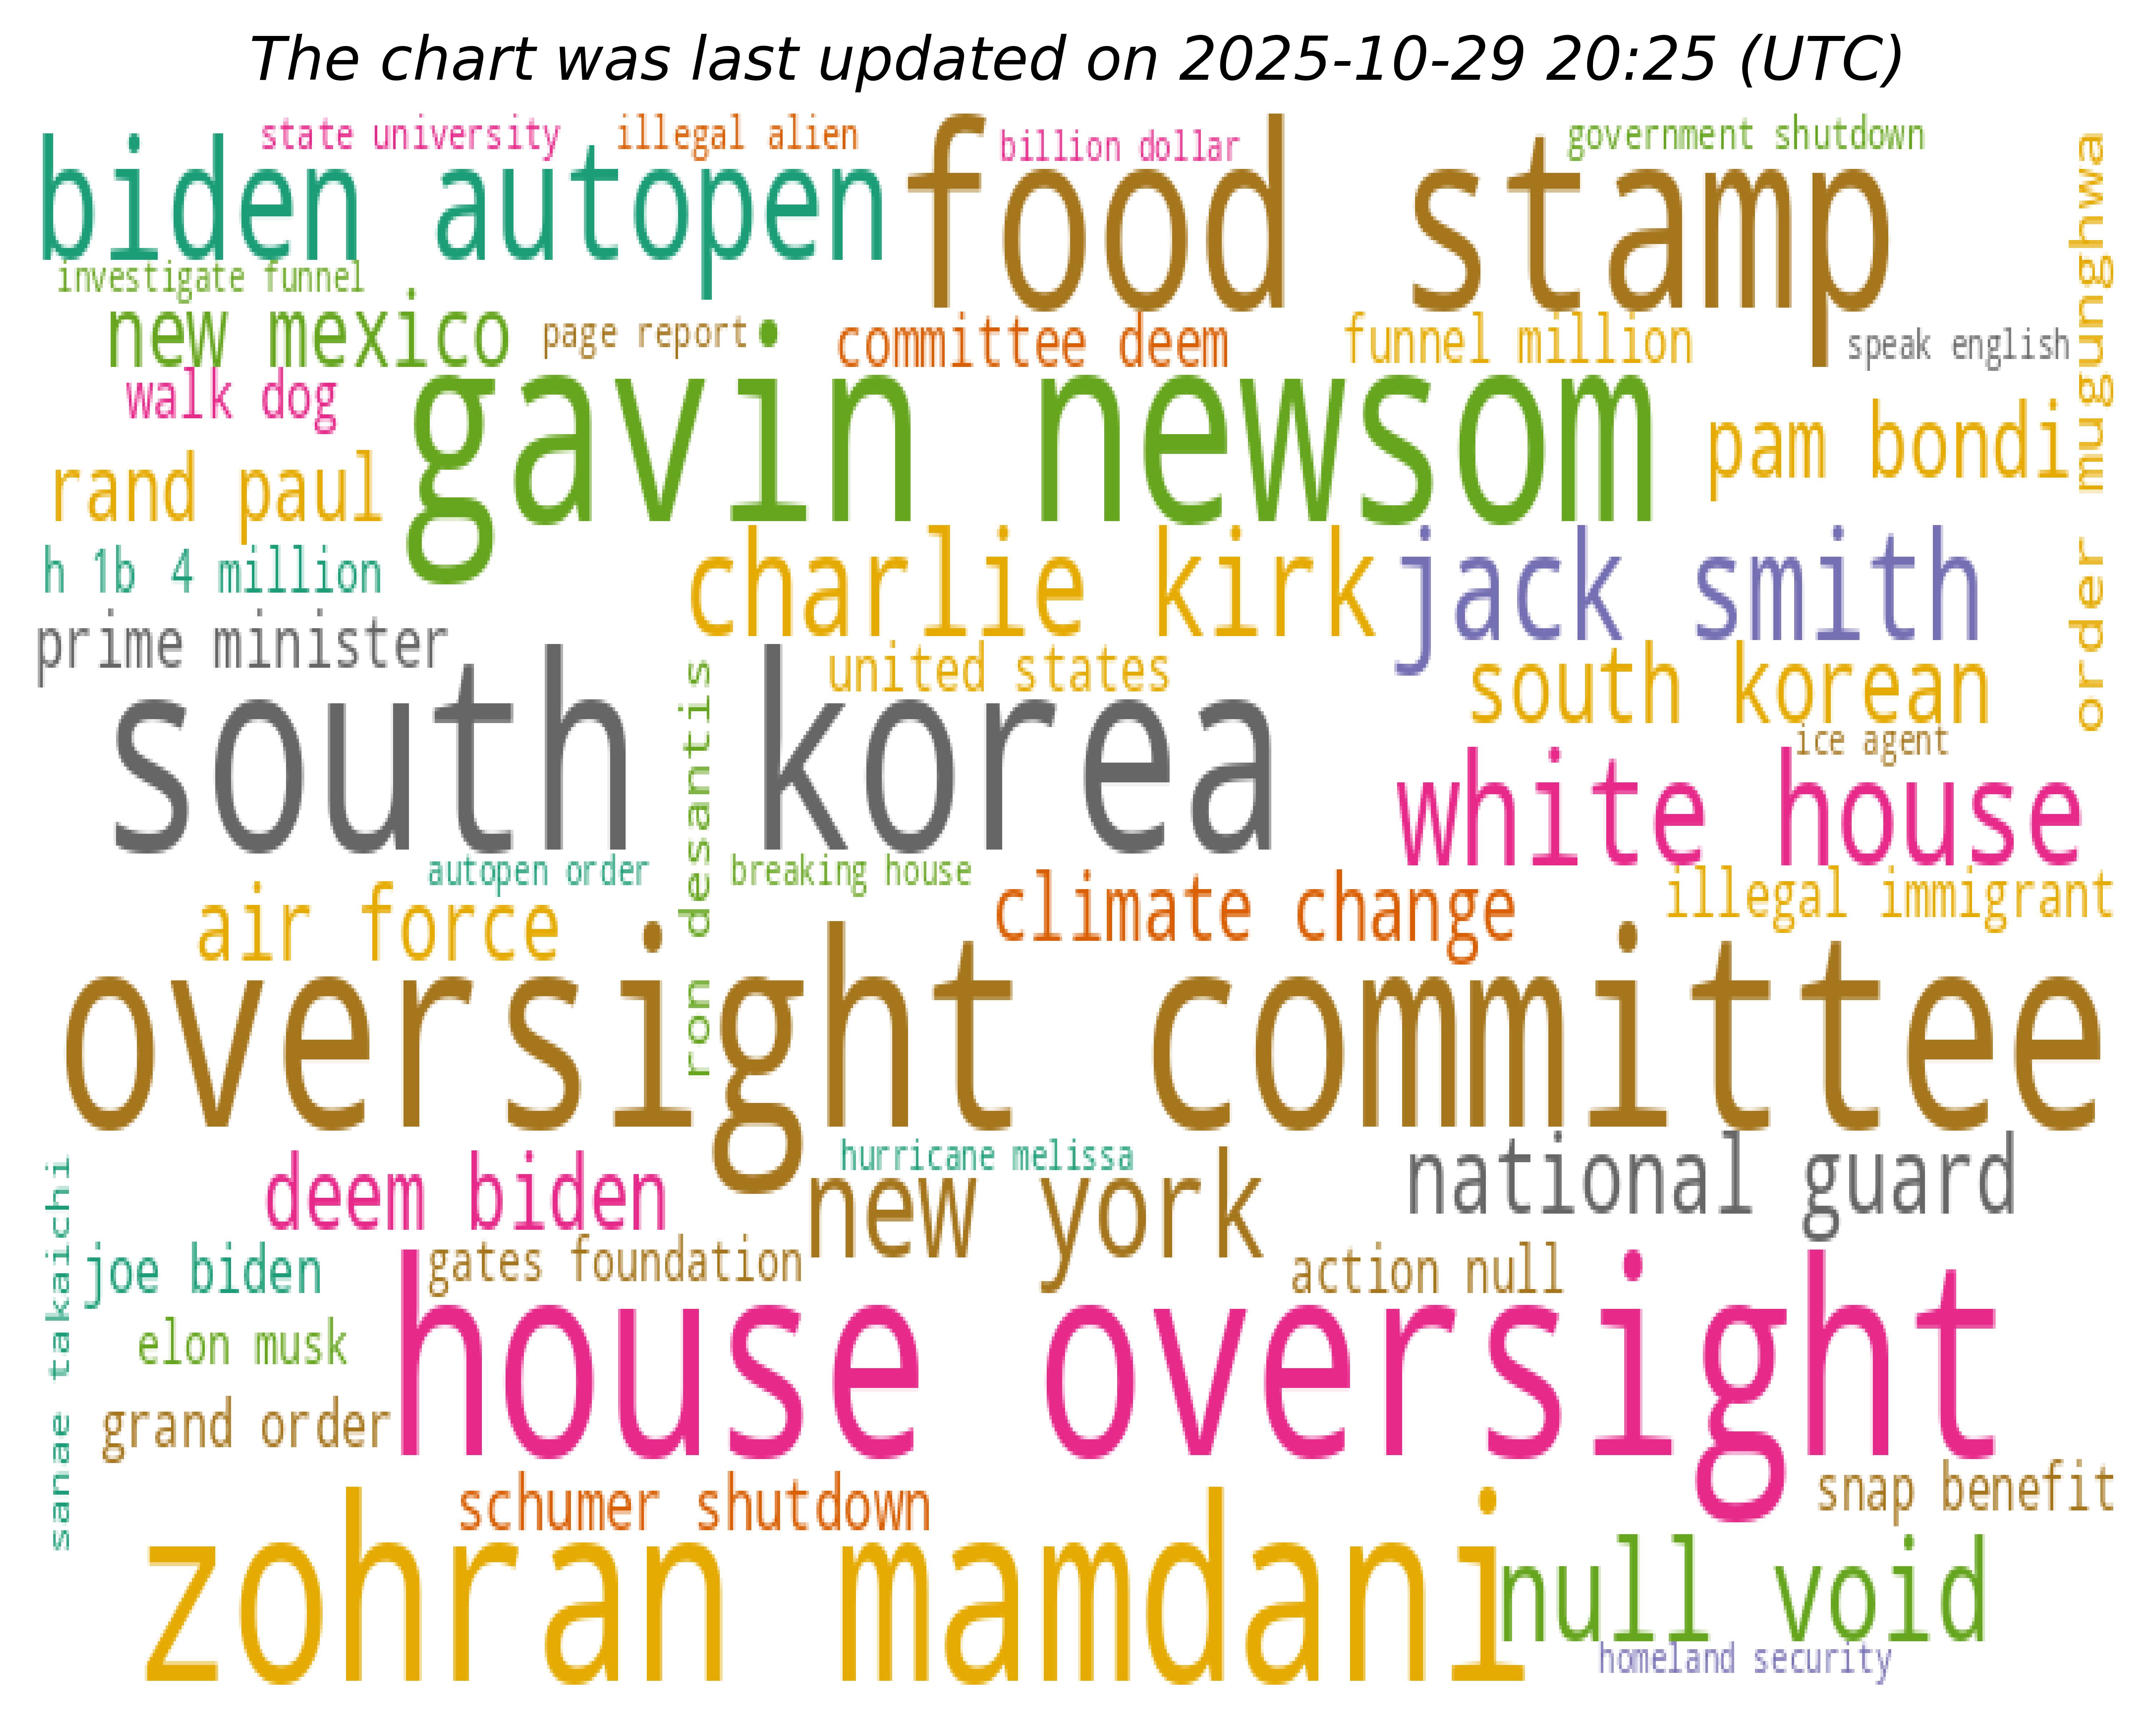 The chart was last updated on 2025-10-29 20:25 (UTC)
state university
illegal alien
billion dollar
government shutdown
biden autopen
food stamp
order mugunghwa
investigate funnel
new mexico
page report
committee deem
funnel million
speak english
walk dog
gavin newsom
pam bondi
rand paul
charlie kirk
jack smith
h 1b 4 million
prime minister
united states
south korean
south korea
ron desantis
ice agent
white house
autopen order
breaking house
climate change
illegal immigrant
air force
oversight committee
hurricane melissa
national guard
deem biden
new york
sanae takaichi
joe biden
gates foundation
action null
house oversight
elon musk
grand order
schumer shutdown
snap benefit
zohran mamdani
null void
homeland security